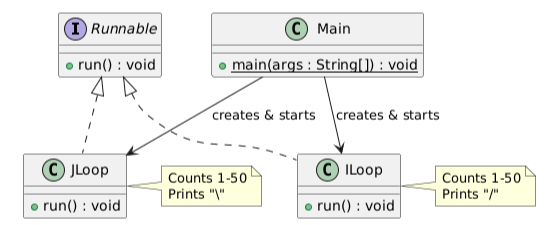 I Runnable
run() : void
C Main
main(args : String[]) : void
creates & starts
creates & starts
C JLoop
run() : void
Counts 1-50
Prints "\"
C ILoop
run() : void
Counts 1-50
Prints "/"